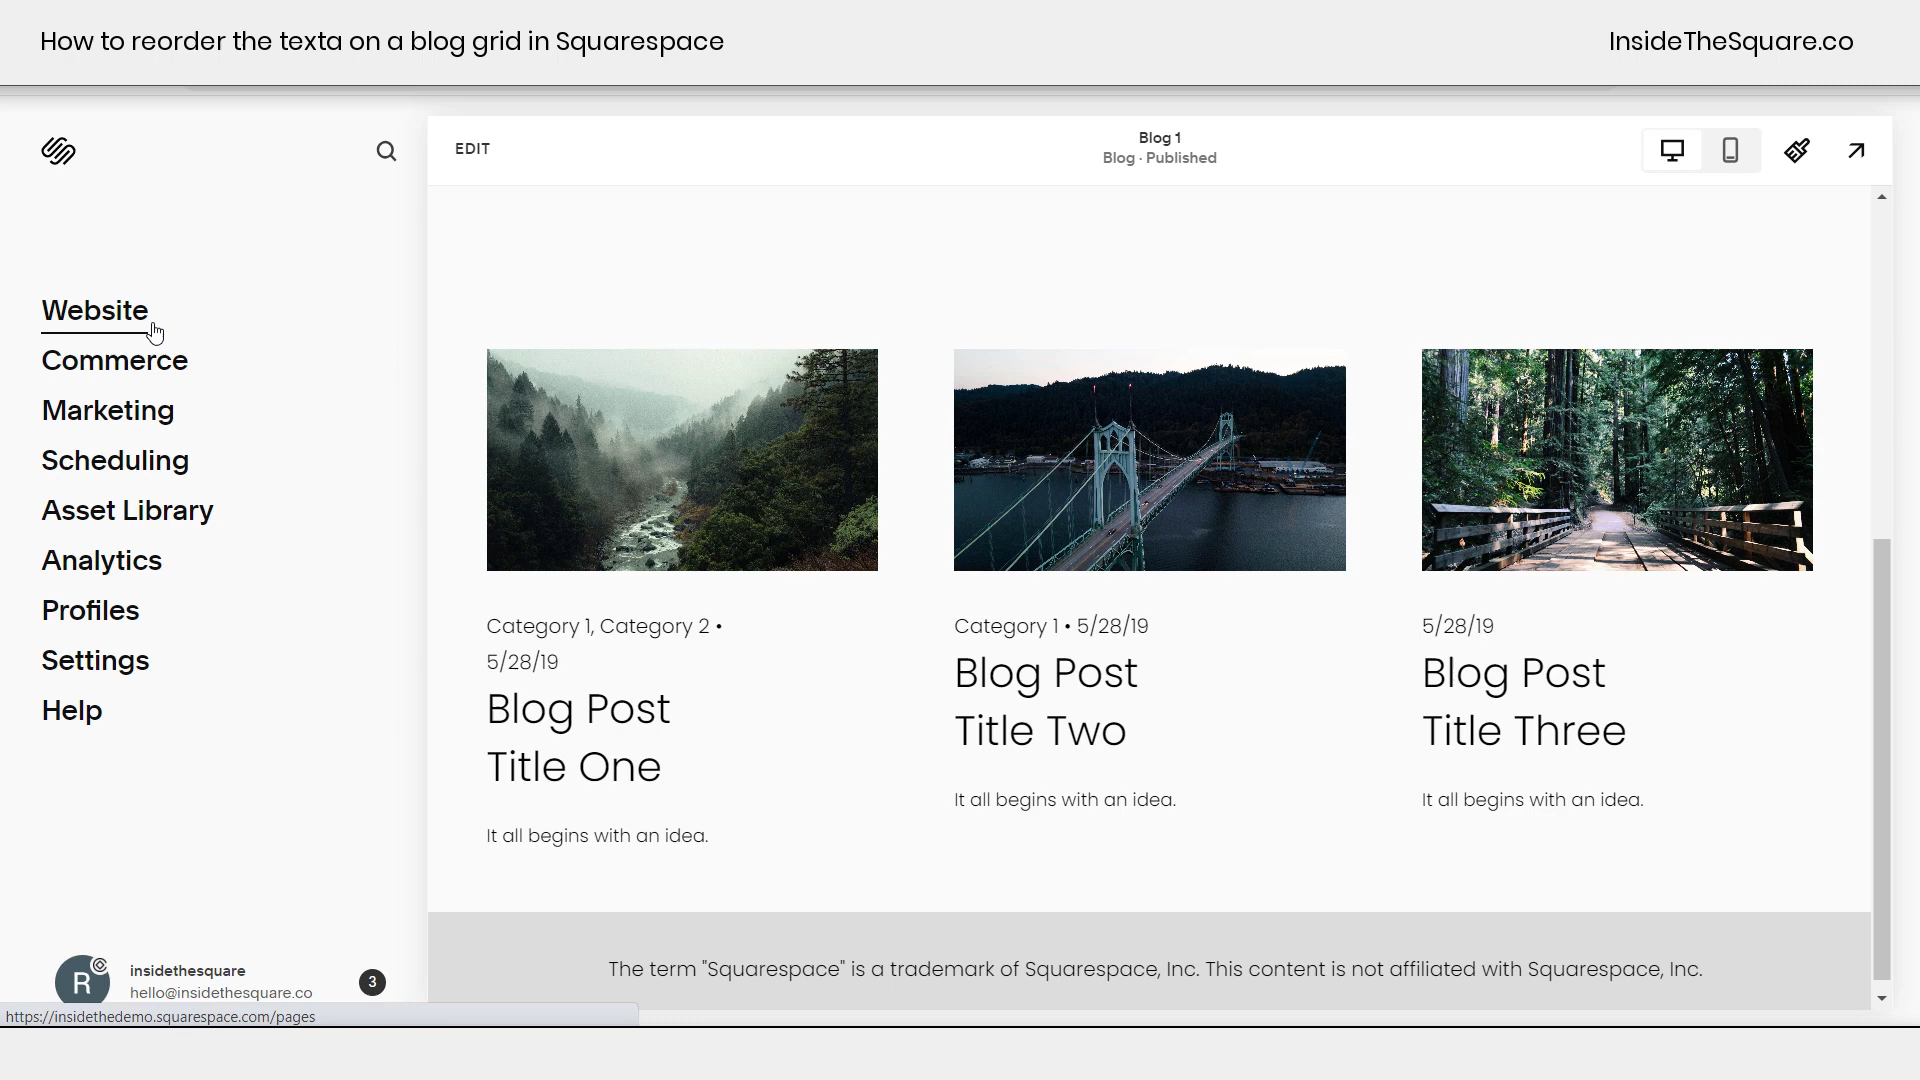 How to reorder the texta on a blog grid in Squarespace
InsideTheSquare.co
EDIT
Blog 1
Blog · Published
Website
Commerce
Marketing
Scheduling
Asset Library
Analytics
Profiles
Settings
Help
Category 1, Category 2 •
5/28/19
Blog Post
Title One
It all begins with an idea.
Category 1 • 5/28/19
Blog Post
Title Two
It all begins with an idea.
5/28/19
Blog Post
Title Three
It all begins with an idea.
The term "Squarespace" is a trademark of Squarespace, Inc. This content is not affiliated with Squarespace, Inc.
R
insidethesquare
hello@insidethesquare.co
3
https://insidethedemo.squarespace.com/pages